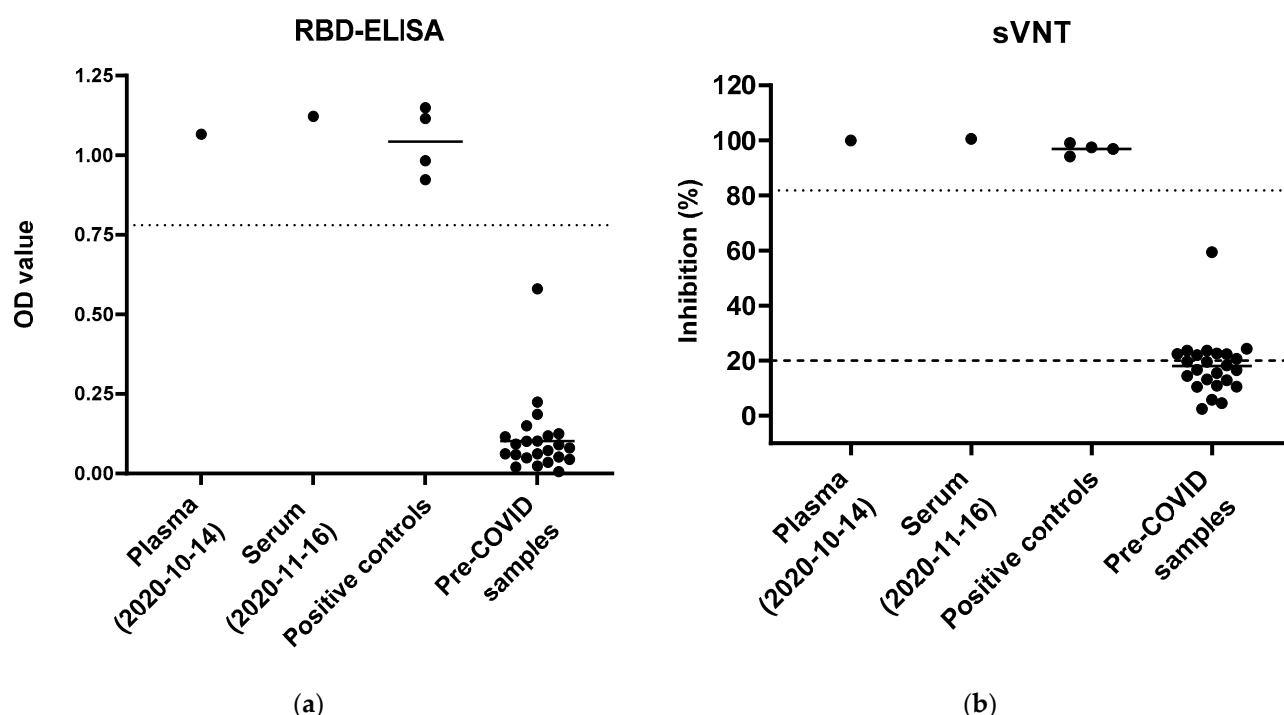 RBD-ELISA
OD value
1.25
1.00
0.75
0.50
0.25
0.00
Plasma
(2020-10-14)
Serum
(2020-11-16)
Positive controls
Pre-COVID
samples
(a)
sVNT
Inhibition (%)
120
100
80
60
40
20
0
Plasma
(2020-10-14)
Serum
(2020-11-16)
Positive controls
Pre-COVID
samples
(b)